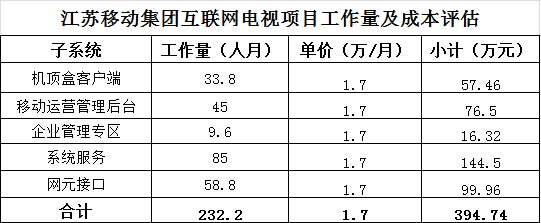 江苏移动集团互联网电视项目工作量及成本评估
子系统 工作量（人月） 单价（万/月） 小计（万元）
机顶盒客户端 33.8 1.7 57.46
移动运营管理后台 45 1.7 76.5
企业管理专区 9.6 1.7 16.32
系统服务 85 1.7 144.5
网元接口 58.8 1.7 99.96
合计 232.2 1.7 394.74